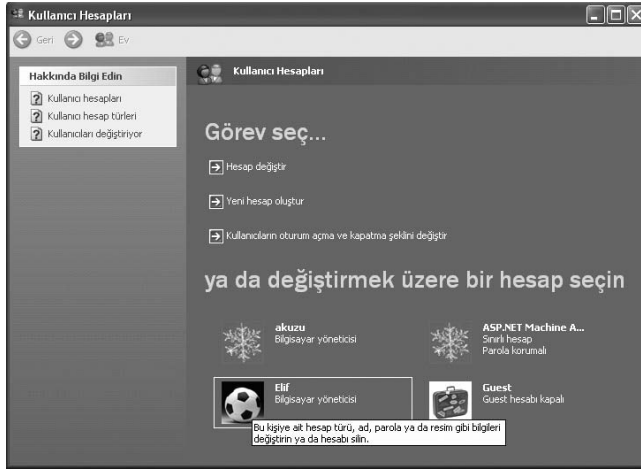 Kullanıcı Hesapları
Geri Ev
Hakkında Bilgi Edin
Kullanıcı hesapları
Kullanıcı hesap türleri
Kullanıcıları değiştiriyor
Kullanıcı Hesapları
Görev seç...
Hesap değiştir
Yeni hesap oluştur
Kullanıcıların oturum açma ve kapatma şeklini değiştir
ya da değiştirmek üzere bir hesap seçin
akuzu
Bilgisayar yöneticisi
ASP.NET Machine A...
Sınırlı hesap
Parola korumalı
Elif
Bilgisayar yöneticisi
Guest
Guest hesabı kapalı
Bu kişiye ait hesap türü, ad, parola ya da resim gibi bilgileri
değiştirin ya da hesabı silin.